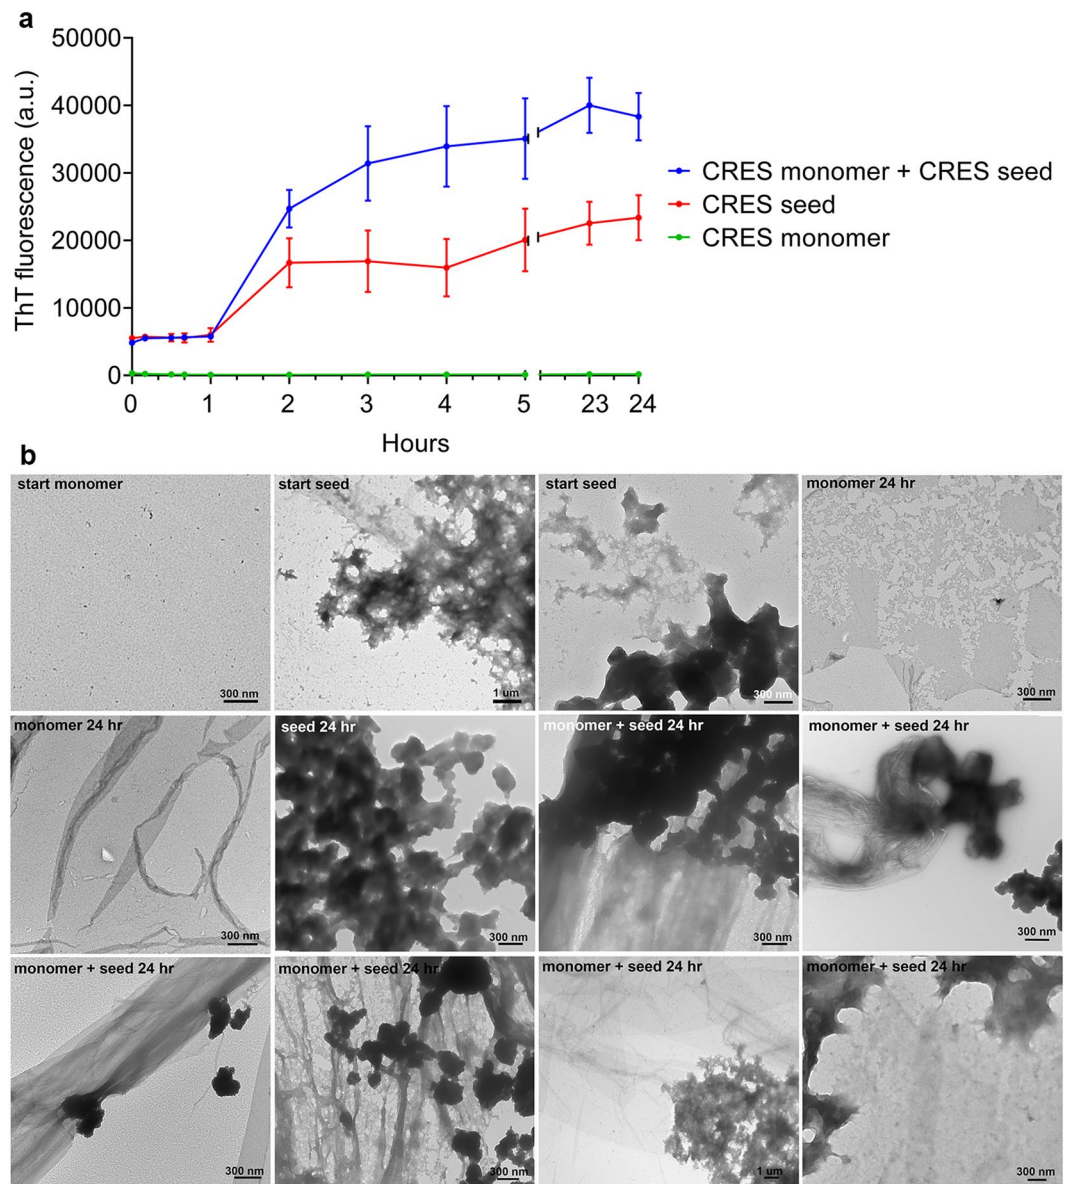 a
50000
40000
30000
20000
10000
0
ThT fluorescence (a.u.)
0 1 2 3 4 5 23 24
Hours
CRES monomer + CRES seed
CRES seed
CRES monomer
b
start monomer
300 nm
start seed
1 um
start seed
300 nm
monomer 24 hr
300 nm
monomer 24 hr
300 nm
seed 24 hr
300 nm
monomer + seed 24 hr
300 nm
monomer + seed 24 hr
300 nm
monomer + seed 24 hr
300 nm
monomer + seed 24 hr
300 nm
monomer + seed 24 hr
1 um
monomer + seed 24 hr
300 nm